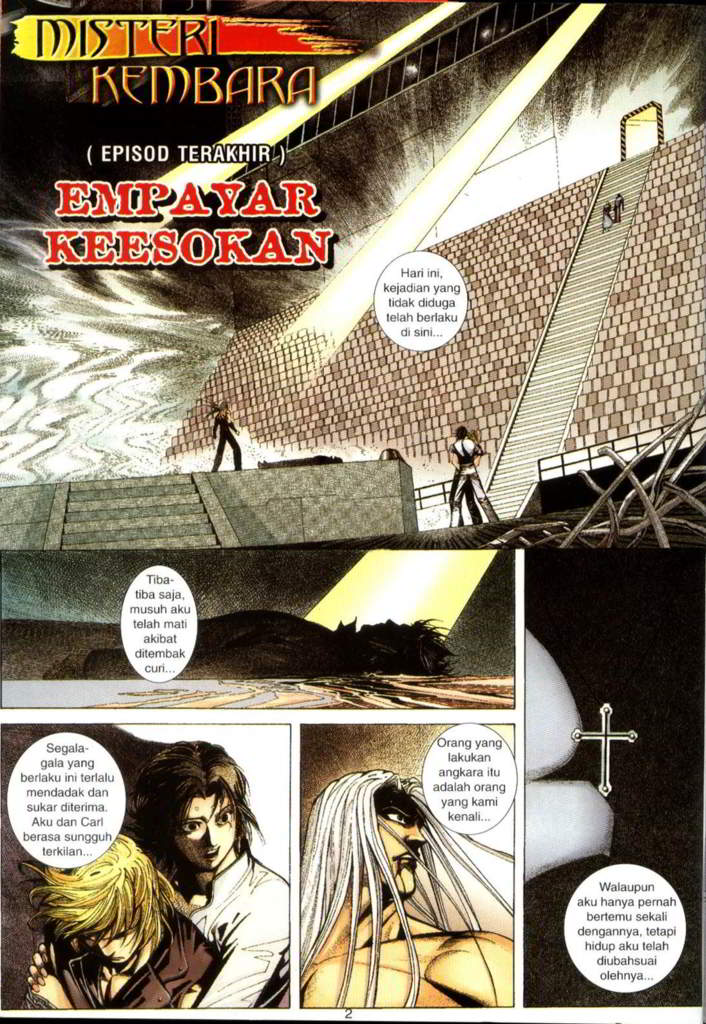 MISTERI
KEMBARA
( EPISOD TERAKHIR )
EMPAYAR
KEESOKAN
Hari ini,
kejadian yang
tidak diduga
telah berlaku
di sini...
Tiba-
tiba saja,
musuh aku
telah mati
akibat
ditembak
curi...
Segala-
gala yang
berlaku ini terlalu
mendadak dan
sukar diterima.
Aku dan Carl
berasa sungguh
terkilan...
Orang yang
lakukan
angkara itu
adalah orang
yang kami
kenali...
Walaupun
aku hanya pernah
bertemu sekali
dengannya, tetapi
hidup aku telah
diubahsuai
olehnya...
2